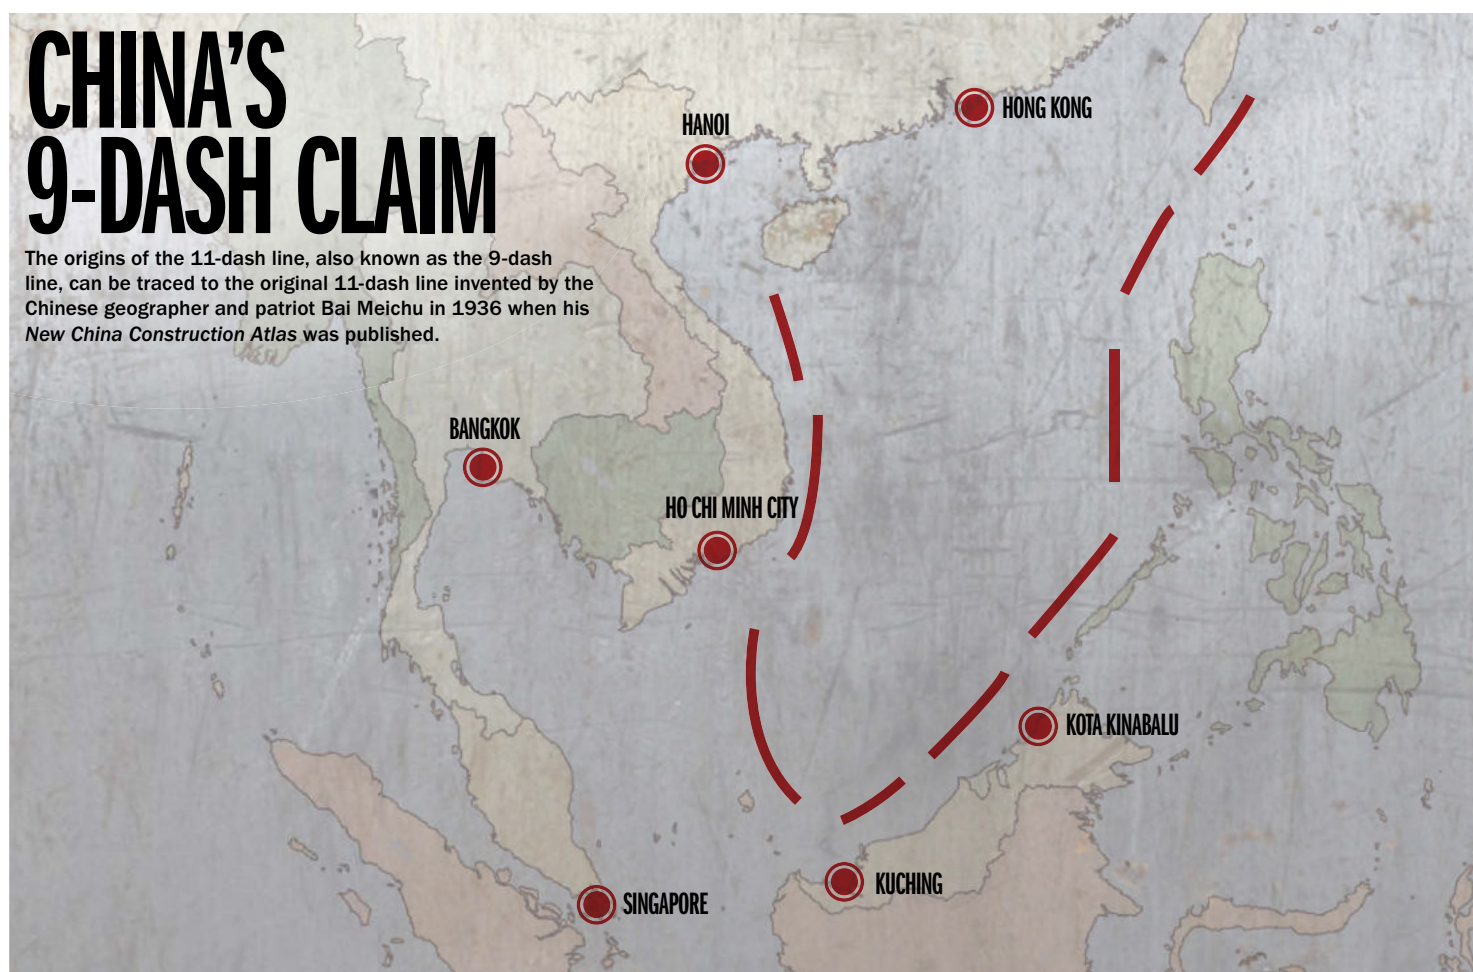 CHINA'S
9-DASH CLAIM
The origins of the 11-dash line, also known as the 9-dash
line, can be traced to the original 11-dash line invented by the
Chinese geographer and patriot Bai Meichu in 1936 when his
New China Construction Atlas was published.
HANOI
HONG KONG
BANGKOK
HO CHI MINH CITY
KOTA KINABALU
KUCHING
SINGAPORE